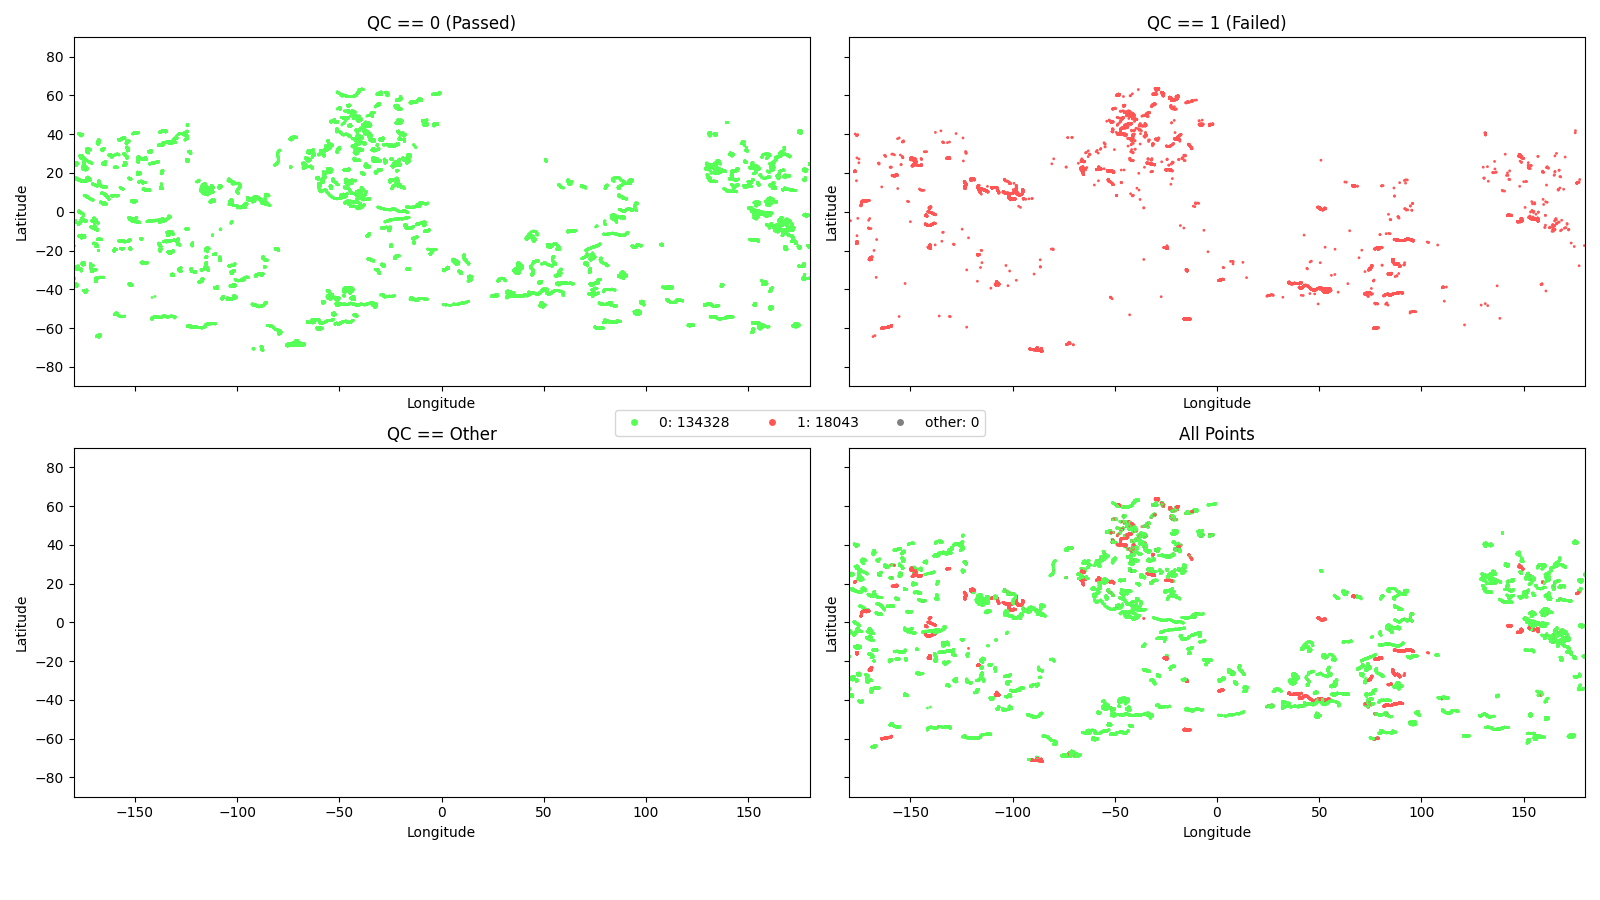 QC == 0 (Passed)
QC == 1 (Failed)
80
60
40
20
0
−20
−40
−60
−80
Latitude
Latitude
Longitude
Longitude
0: 134328 1: 18043 other: 0
QC == Other
All Points
80
60
40
20
0
−20
−40
−60
−80
Latitude
Latitude
−150 −100 −50 0 50 100 150
−150 −100 −50 0 50 100 150
Longitude
Longitude